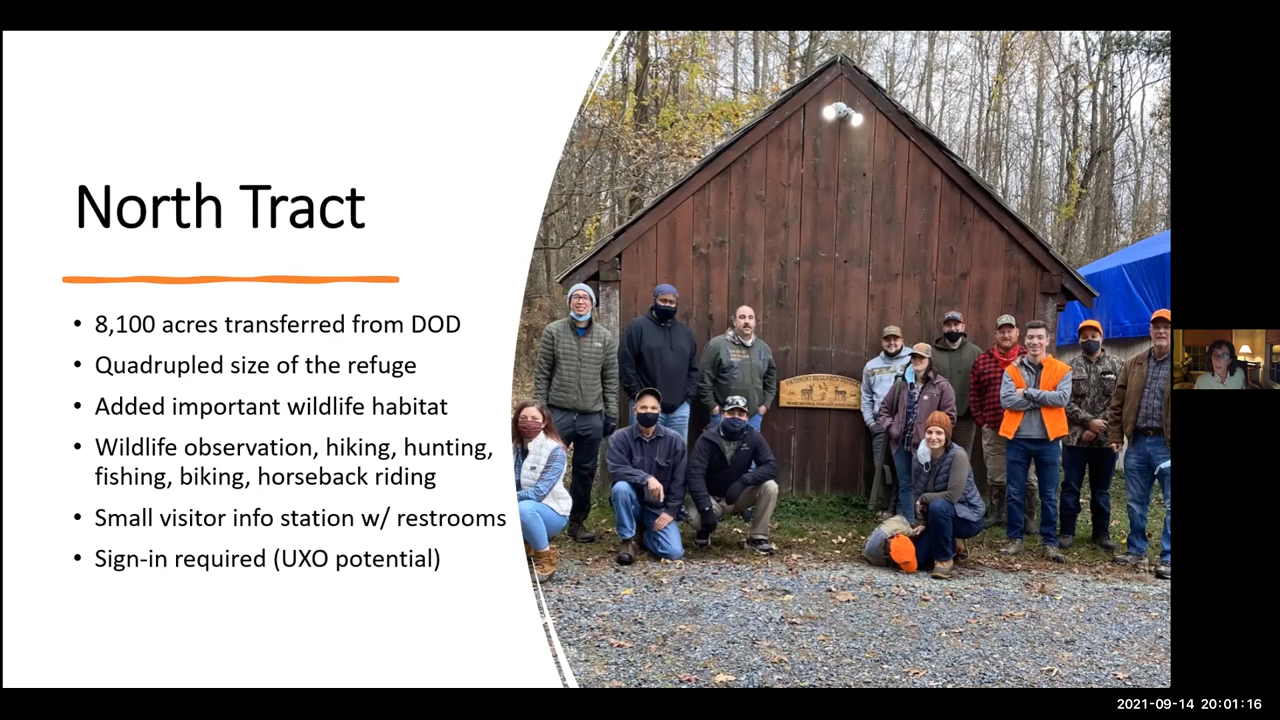 North Tract
• 8,100 acres transferred from DOD
• Quadrupled size of the refuge
• Added important wildlife habitat
• Wildlife observation, hiking, hunting,
fishing, biking, horseback riding
• Small visitor info station w/ restrooms
• Sign-in required (UXO potential)
PATUXENT RESEARCH
2021-09-14 20:01:16